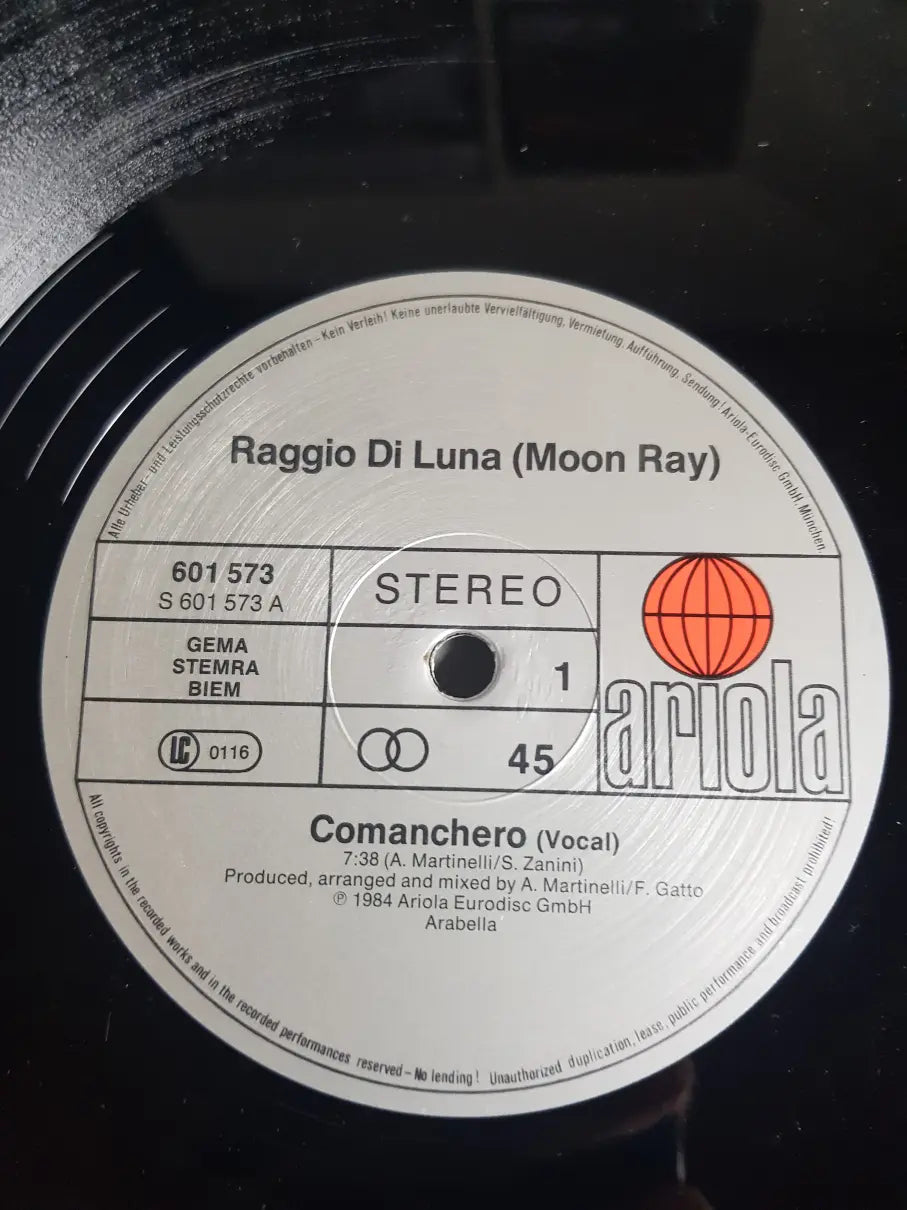 Alle Urheber- und Leistungsschutzrechte vorbehalten – Kein Verleih! Keine unerlaubte Vervielfältigung, Vermietung, Aufführung, Sendung! Ariola-Eurodisc GmbH, München.
Raggio Di Luna (Moon Ray)
601 573
S 601 573 A
STEREO
GEMA
STEMRA
BIEM
1
LC 0116
45
ariola
Comanchero (Vocal)
7:38 (A. Martinelli/S. Zanini)
Produced, arranged and mixed by A. Martinelli/F. Gatto
℗ 1984 Ariola Eurodisc GmbH
Arabella
All copyrights in the recorded works and in the recorded performances reserved – No lending! Unauthorized duplication, lease, public performance and broadcast prohibited!